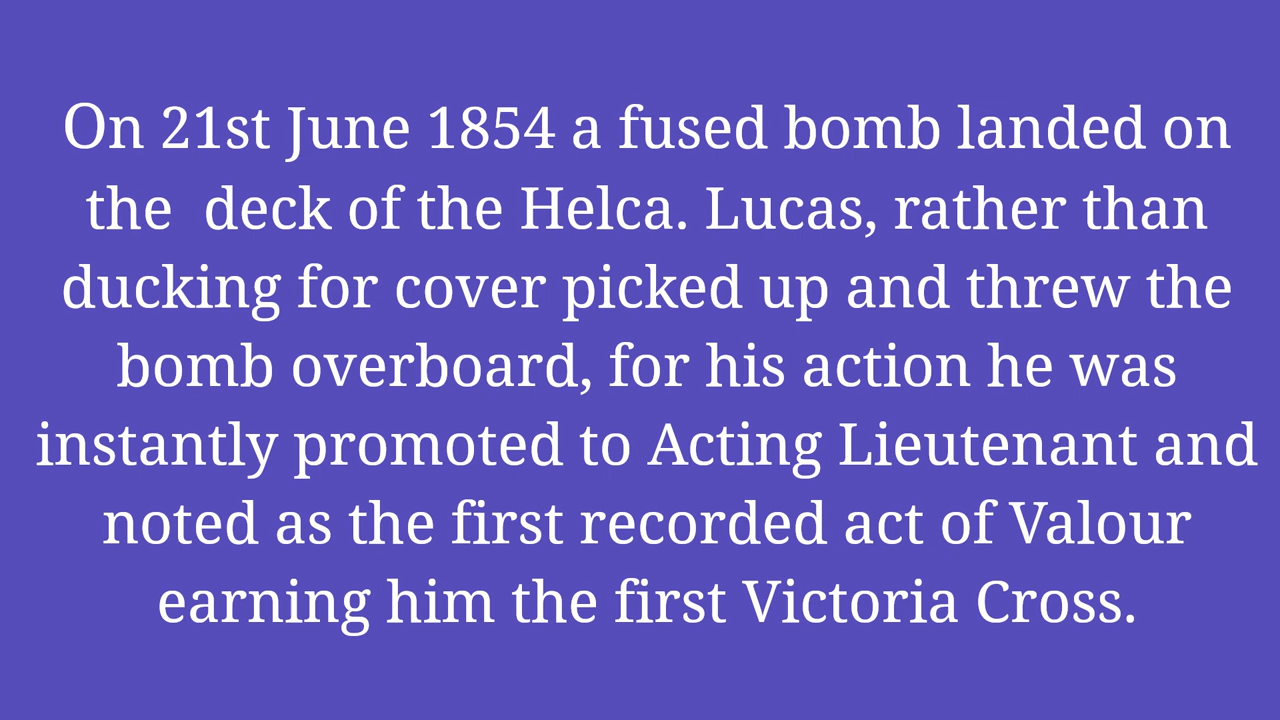 On 21st June 1854 a fused bomb landed on
the  deck of the Helca. Lucas, rather than
ducking for cover picked up and threw the
bomb overboard, for his action he was
instantly promoted to Acting Lieutenant and
noted as the first recorded act of Valour
earning him the first Victoria Cross.